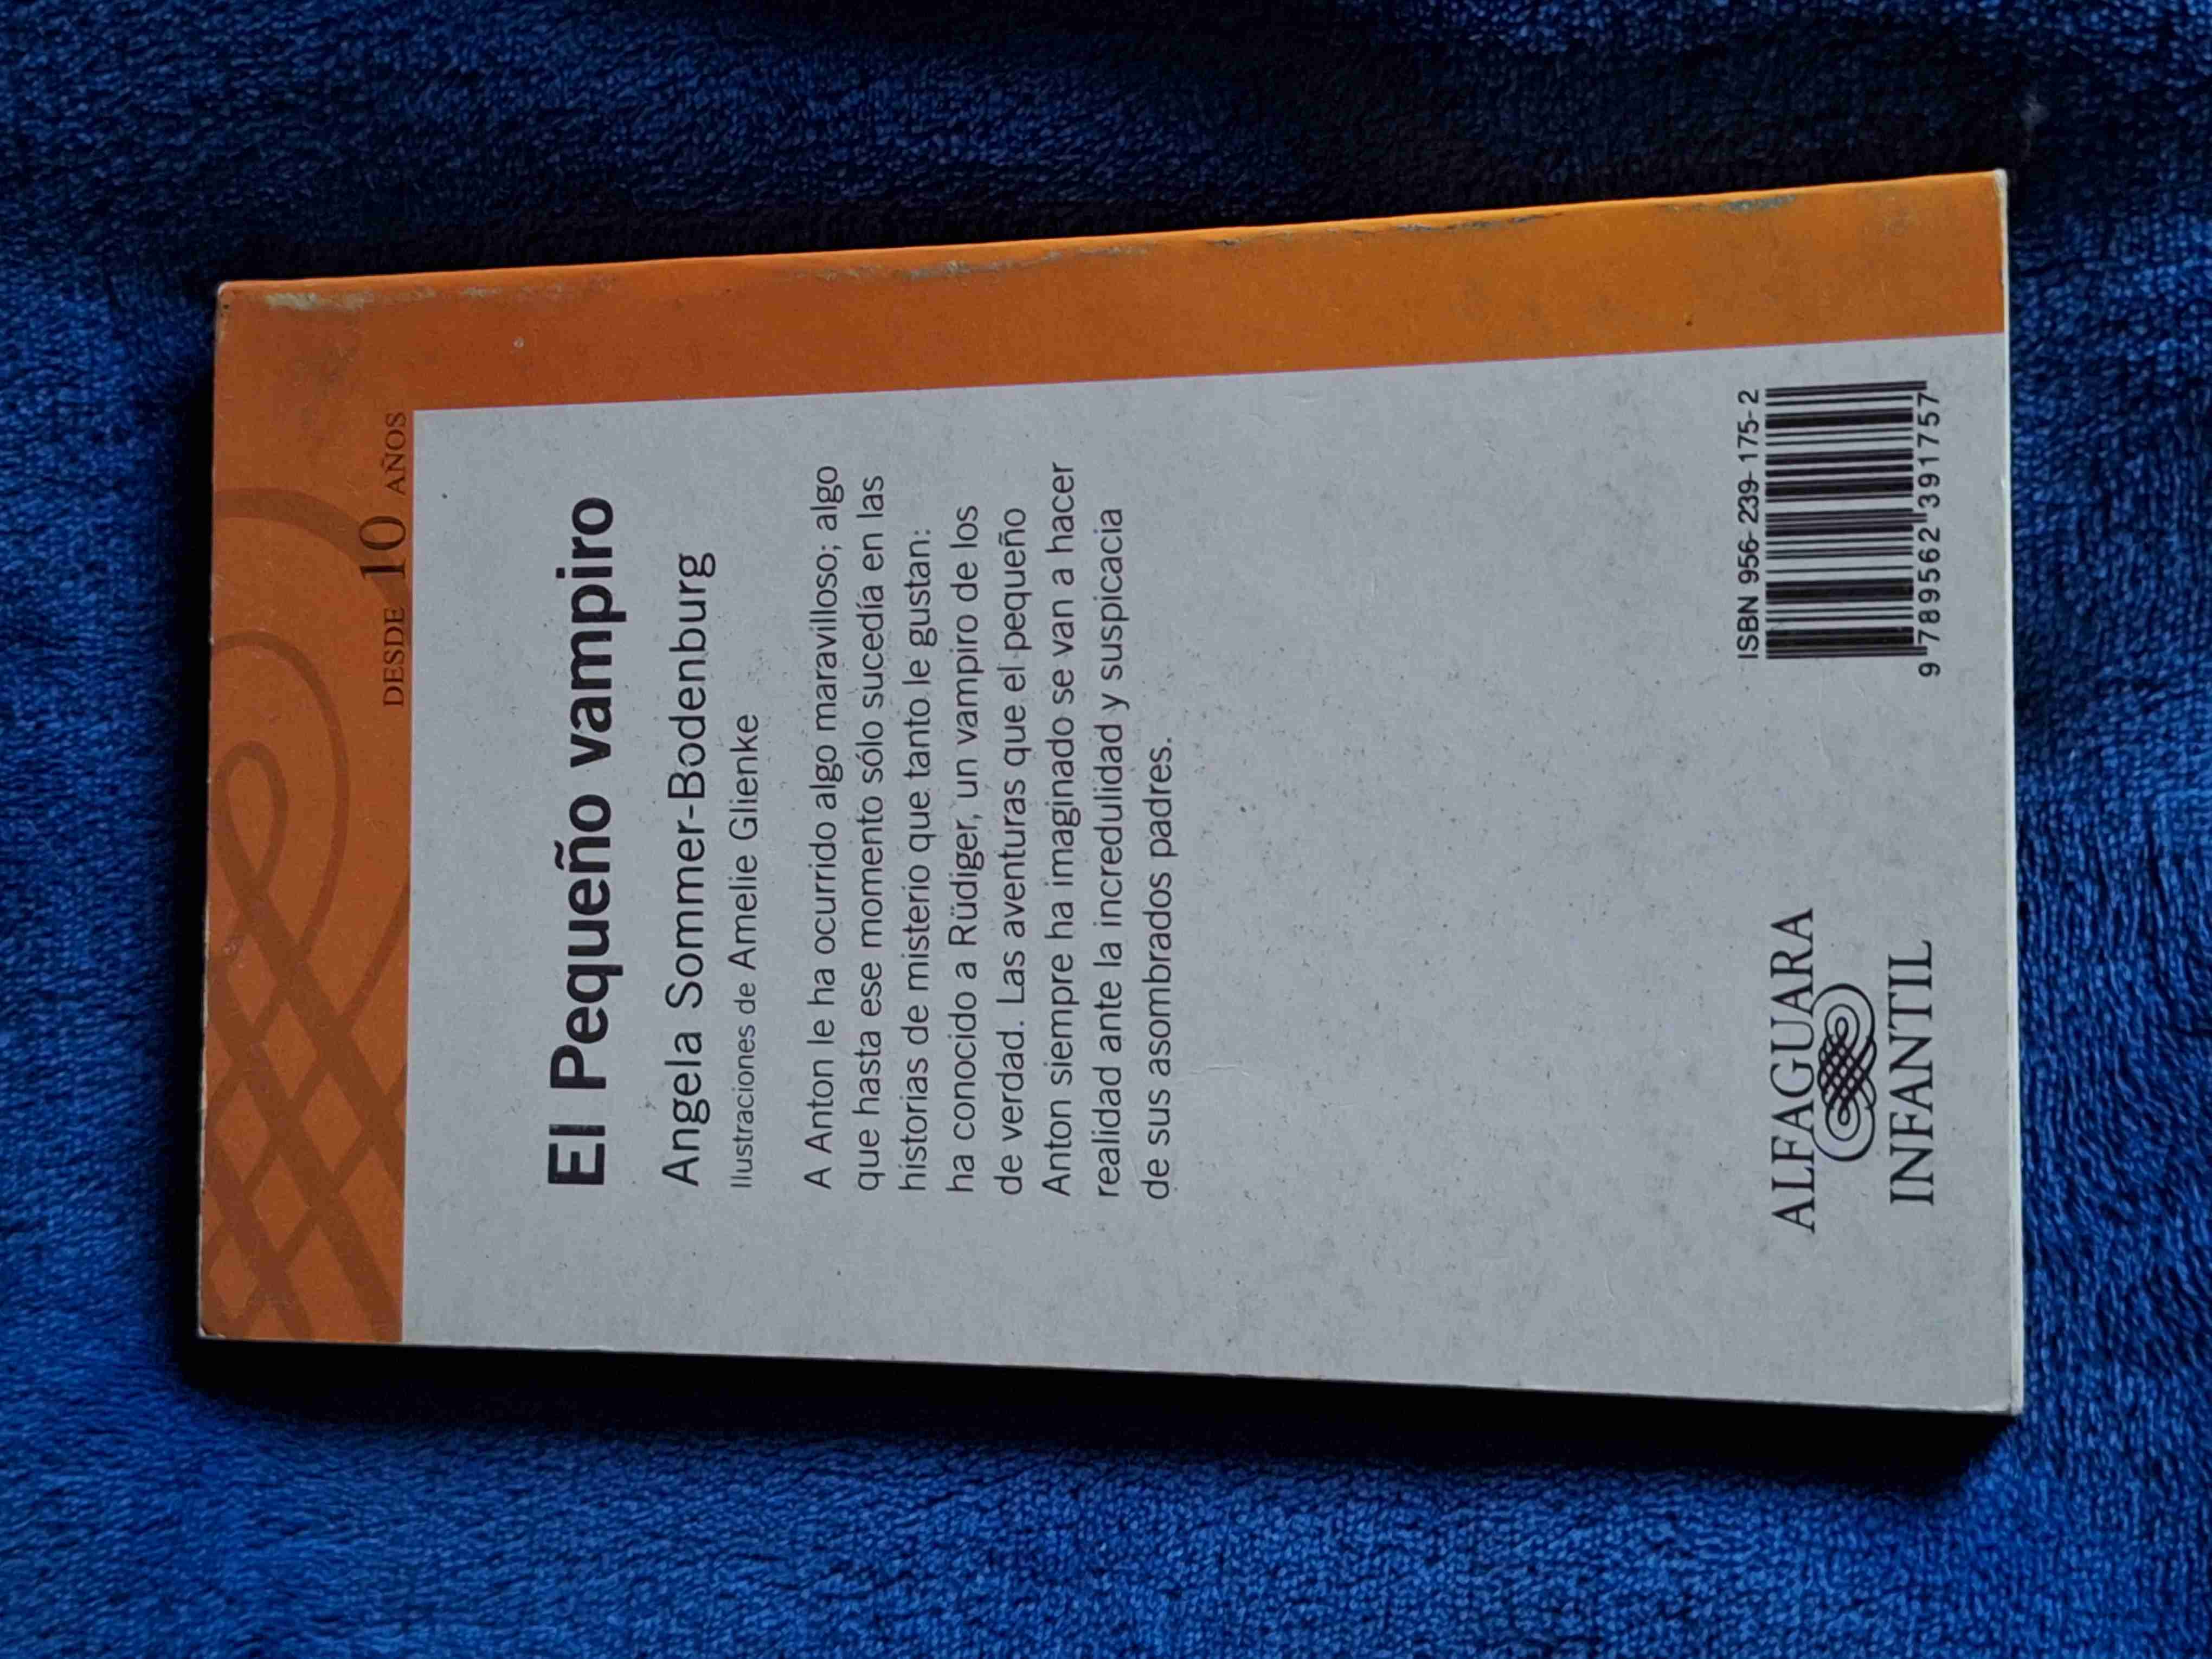 DESDE 10 AÑOS
El Pequeño vampiro
Angela Sommer-Bodenburg
Ilustraciones de Amelie Glienke
A Anton le ha ocurrido algo maravilloso; algo
que hasta ese momento sólo sucedía en las
historias de misterio que tanto le gustan:
ha conocido a Rüdiger, un vampiro de los
de verdad. Las aventuras que el pequeño
Anton siempre ha imaginado se van a hacer
realidad ante la incredulidad y suspicacia
de sus asombrados padres.
ALFAGUARA
INFANTIL
ISBN 956-239-175-2
9 789562 391757